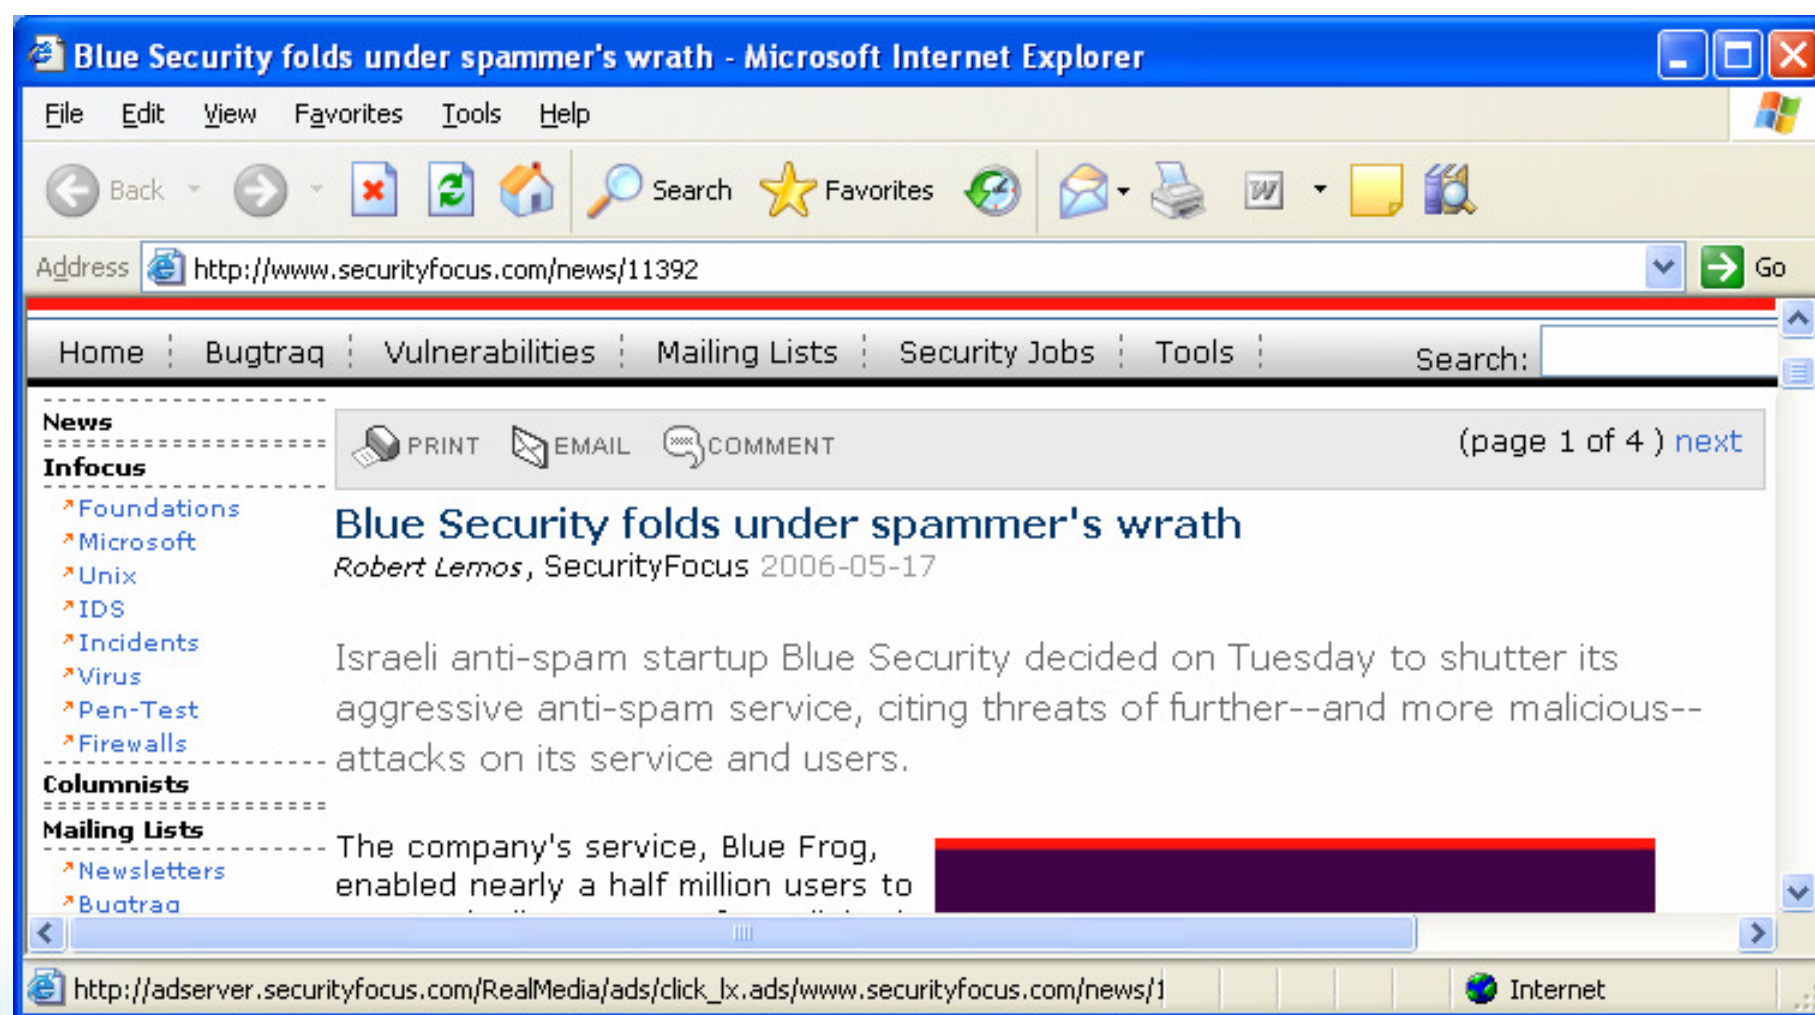 Blue Security folds under spammer's wrath - Microsoft Internet Explorer
File Edit View Favorites Tools Help
Back Search Favorites
Address http://www.securityfocus.com/news/11392 Go
Home Bugtraq Vulnerabilities Mailing Lists Security Jobs Tools Search:
News
Infocus
Foundations
Microsoft
Unix
IDS
Incidents
Virus
Pen-Test
Firewalls
Columnists
Mailing Lists
Newsletters
Bugtraq
PRINT EMAIL COMMENT (page 1 of 4 ) next
Blue Security folds under spammer's wrath
Robert Lemos, SecurityFocus 2006-05-17
Israeli anti-spam startup Blue Security decided on Tuesday to shutter its
aggressive anti-spam service, citing threats of further--and more malicious--
attacks on its service and users.
The company's service, Blue Frog,
enabled nearly a half million users to
http://adserver.securityfocus.com/RealMedia/ads/click_lx.ads/www.securityfocus.com/news/1 Internet